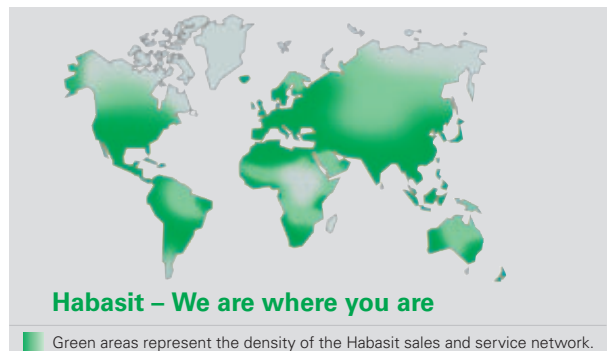 Habasit – We are where you are
Green areas represent the density of the Habasit sales and service network.